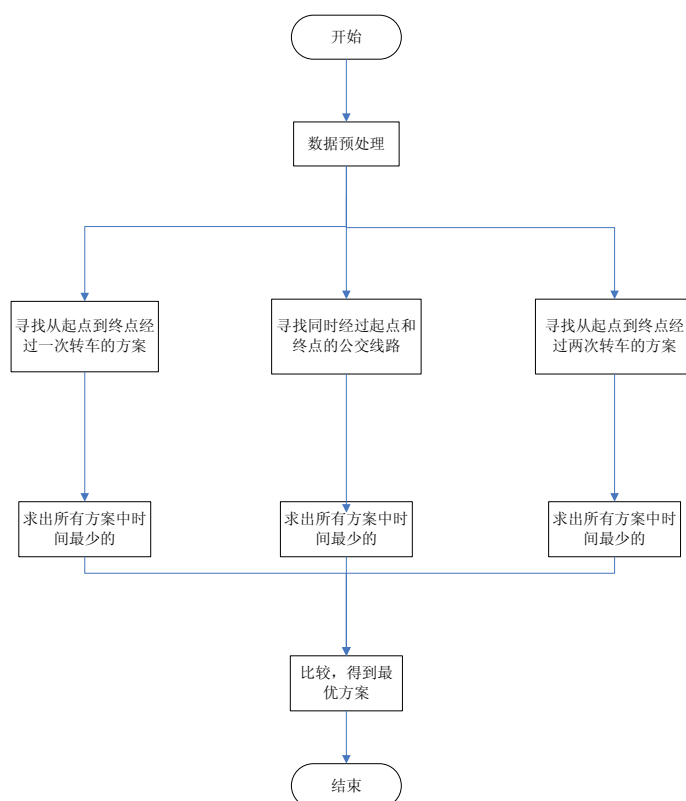 开始
数据预处理
寻找从起点到终点经
过一次转车的方案
寻找同时经过起点和
终点的公交线路
寻找从起点到终点经
过两次转车的方案
求出所有方案中时
间最少的
求出所有方案中时
间最少的
求出所有方案中时
间最少的
比较，得到最
优方案
结束